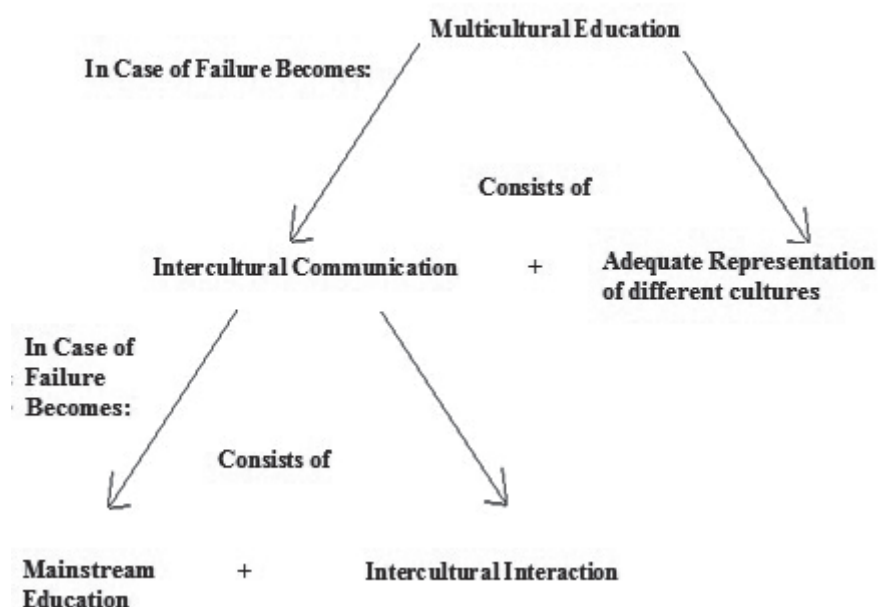 Multicultural Education
In Case of Failure Becomes:
Consists of
Intercultural Communication + Adequate Representation
of different cultures
In Case of
Failure
Becomes:
Consists of
Mainstream + Intercultural Interaction
Education